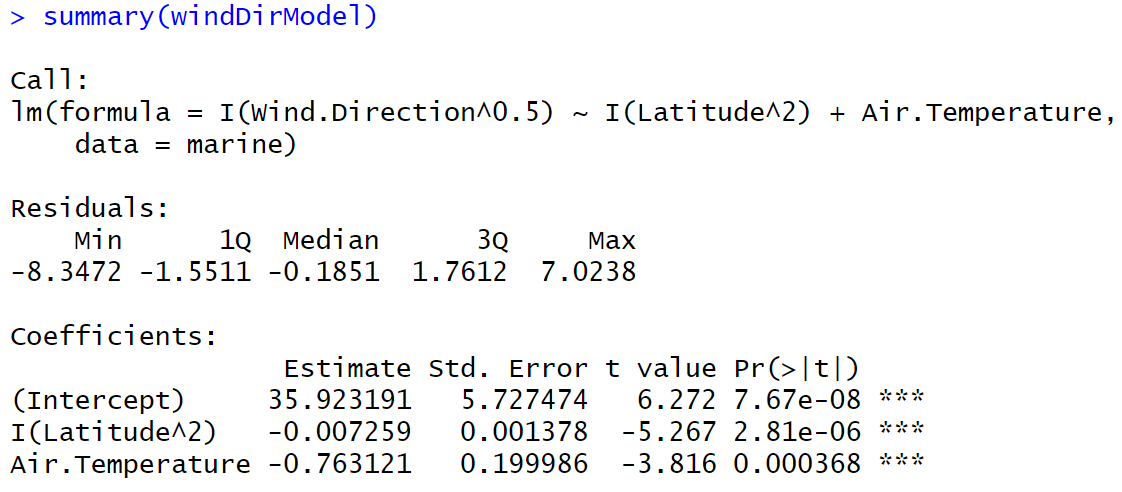 > summary(windDirModel)
Call:
lm(formula = I(Wind.Direction^0.5) ~ I(Latitude^2) + Air.Temperature,
    data = marine)
Residuals:
    Min      1Q  Median      3Q     Max
-8.3472 -1.5511 -0.1851  1.7612  7.0238
Coefficients:
                 Estimate Std. Error t value Pr(>|t|)
(Intercept)     35.923191   5.727474   6.272 7.67e-08 ***
I(Latitude^2)   -0.007259   0.001378  -5.267 2.81e-06 ***
Air.Temperature -0.763121   0.199986  -3.816 0.000368 ***